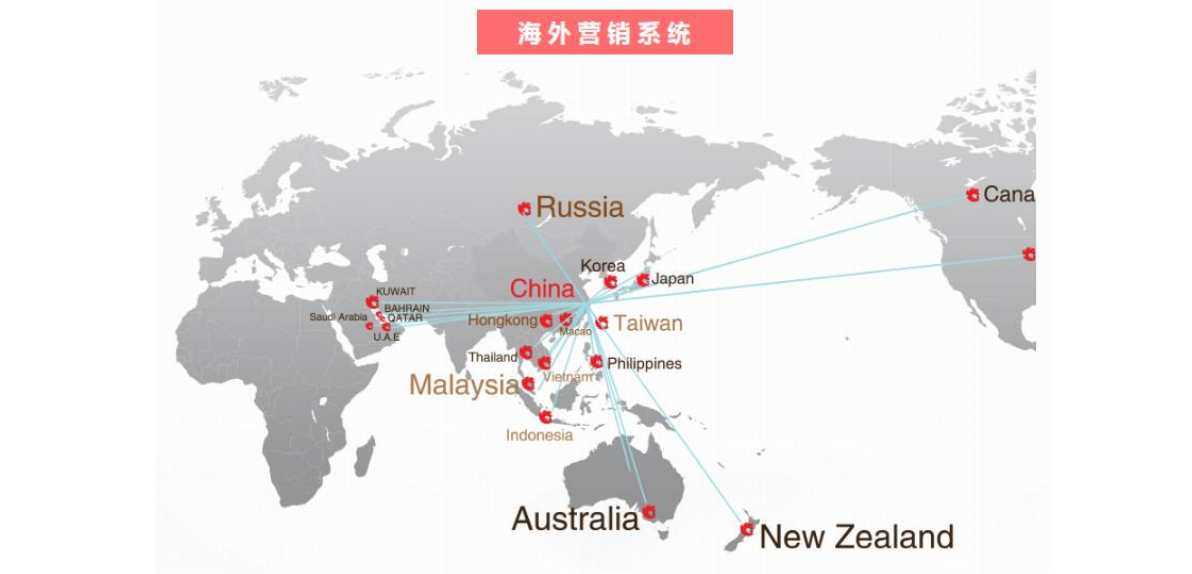 海外营销系统
Cana
Russia
Korea
Japan
China
KUWAIT
BAHRAIN
Saudi Arabia
QATAR
U.A.E
Hongkong
Macao
Taiwan
Thailand
Philippines
Vietnam
Malaysia
Indonesia
Australia
New Zealand